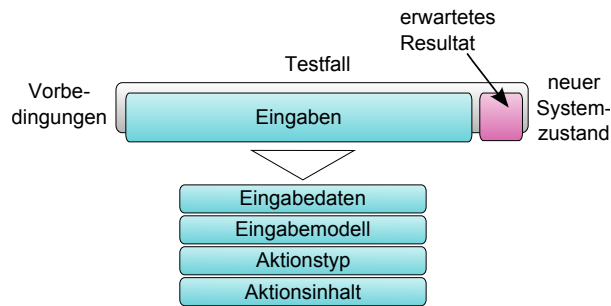 erwartetes
Resultat
Testfall
Vorbe-
dingungen
Eingaben
neuer
System-
zustand
Eingabedaten
Eingabemodell
Aktionstyp
Aktionsinhalt